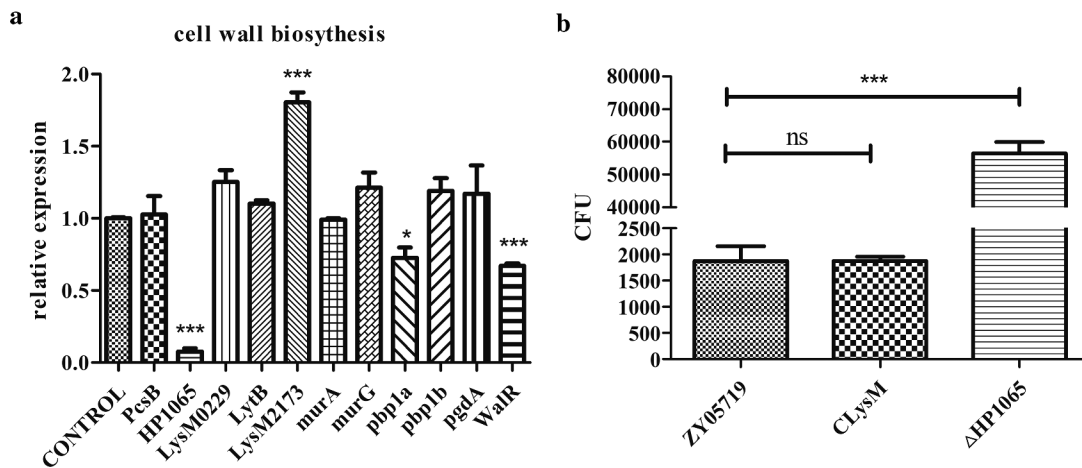 a
cell wall biosythesis
relative expression
2.0
1.5
1.0
0.5
0.0
***
***
*
***
CONTROL
PcsB
HP1065
LysM0229
LytB
LysM2173
murA
murG
pbp1a
pbp1b
pgdA
WalR
b
CFU
80000
70000
60000
50000
40000
2500
2000
1500
1000
500
0
***
ns
ZY05719
CLysM
ΔHP1065